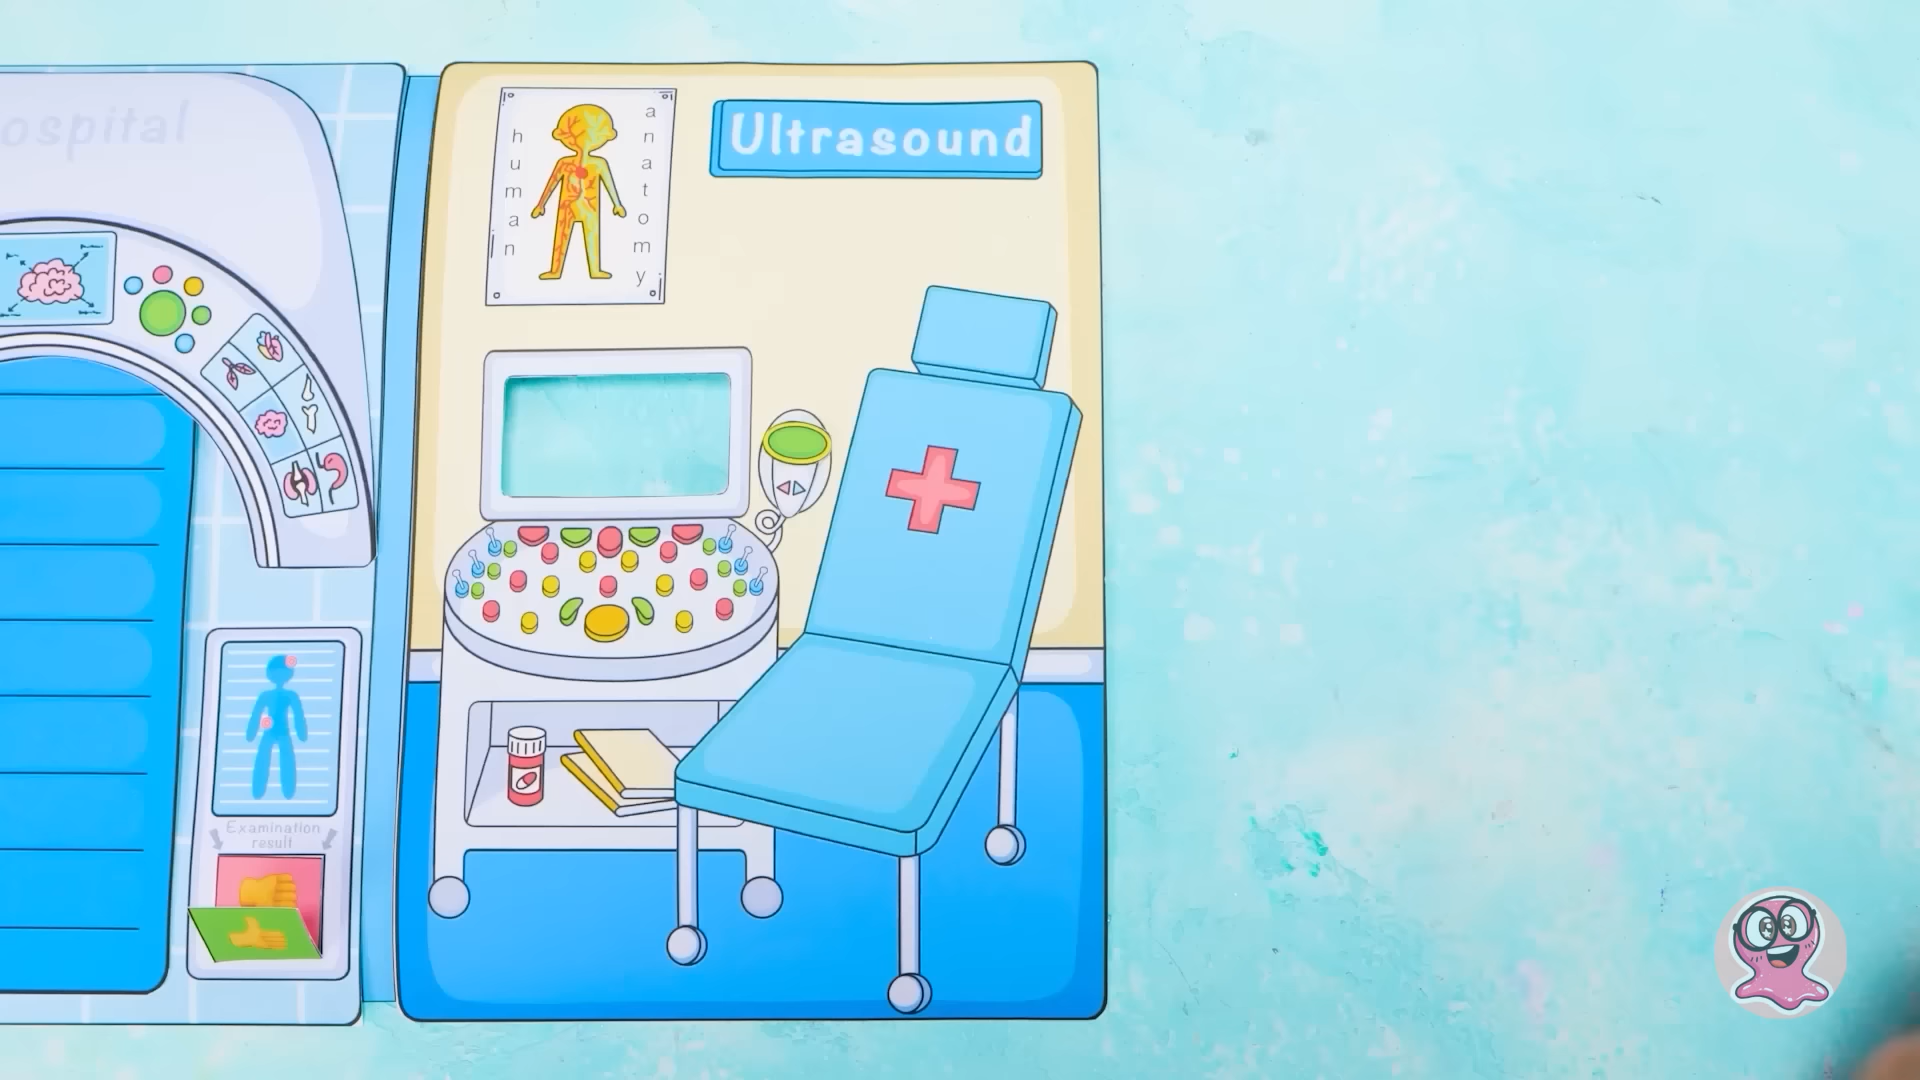 ospital
Ultrasound
human
anatomy
Examination
result